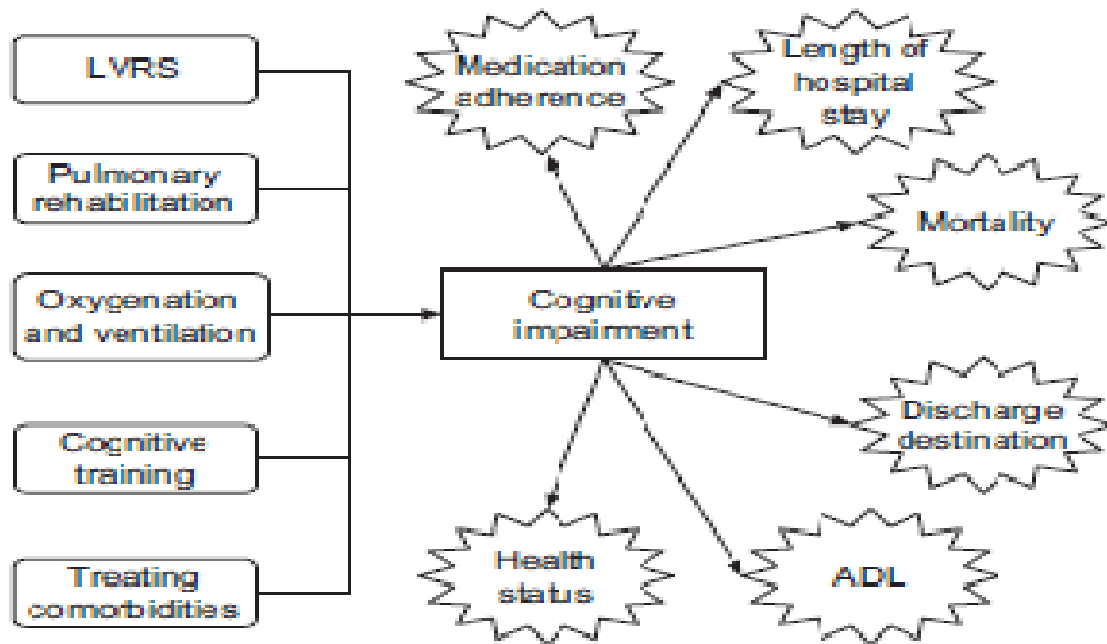 LVRS
Pulmonary
rehabilitation
Oxygenation
and ventilation
Cognitive
training
Treating
comorbidities
Cognitive
impairment
Medication
adherence
Length of
hospital
stay
Mortality
Discharge
destination
ADL
Health
status